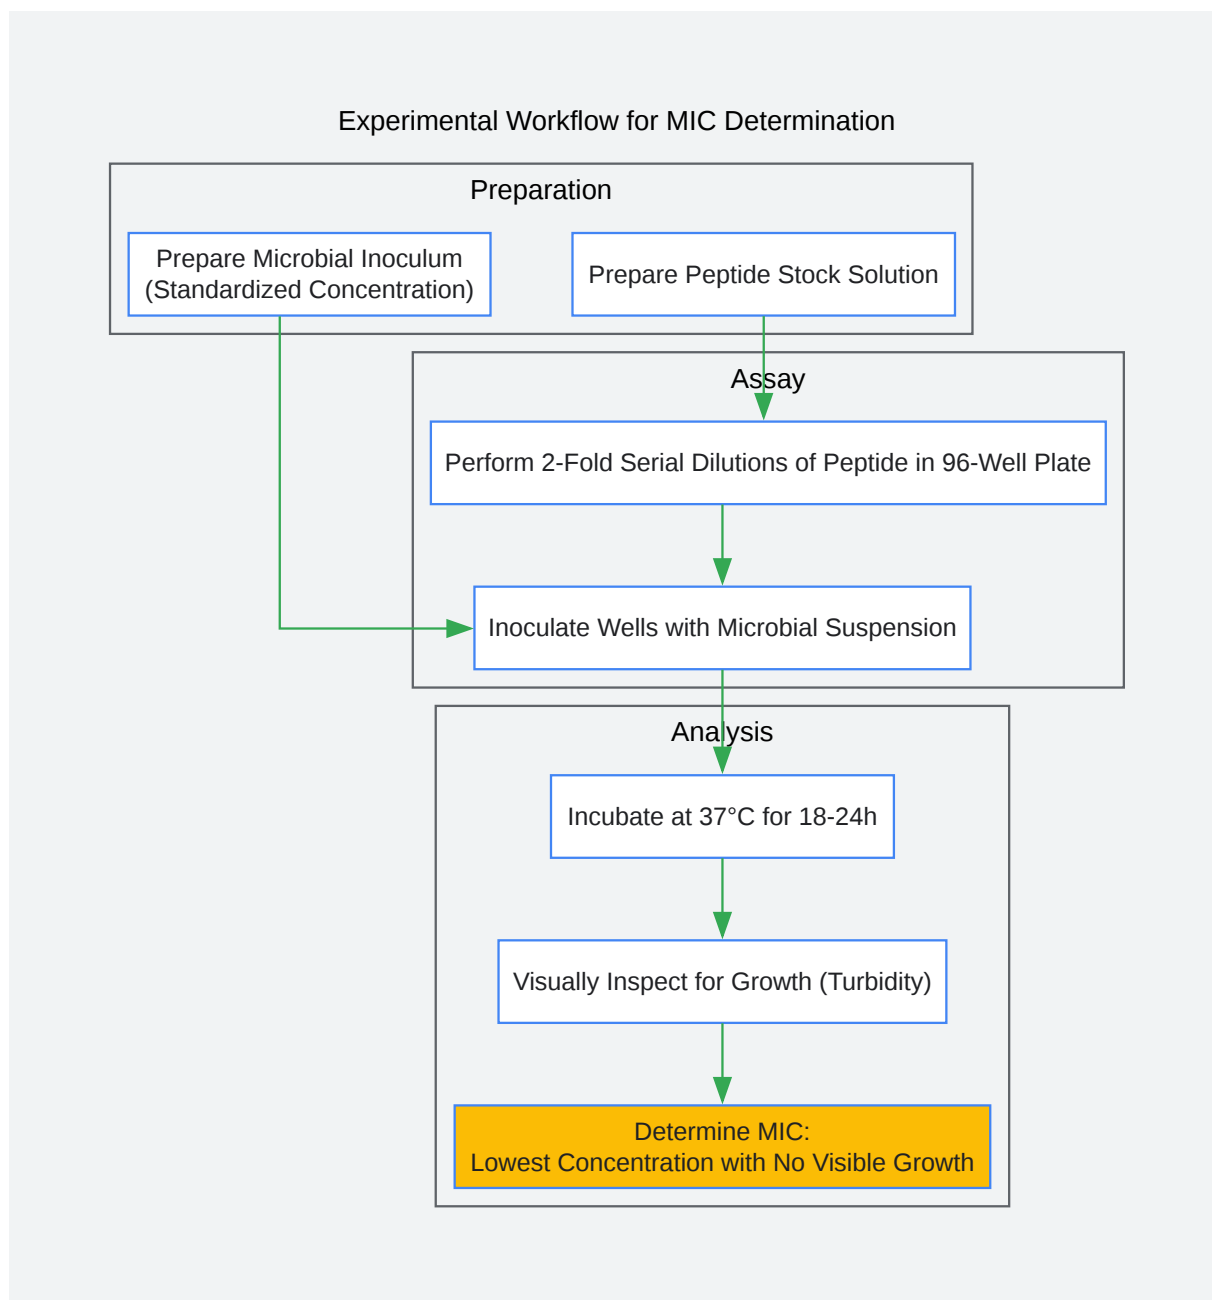 Experimental Workflow for MIC Determination
Preparation
Prepare Microbial Inoculum
(Standardized Concentration)
Prepare Peptide Stock Solution
Assay
Perform 2-Fold Serial Dilutions of Peptide in 96-Well Plate
Inoculate Wells with Microbial Suspension
Analysis
Incubate at 37°C for 18-24h
Visually Inspect for Growth (Turbidity)
Determine MIC:
Lowest Concentration with No Visible Growth